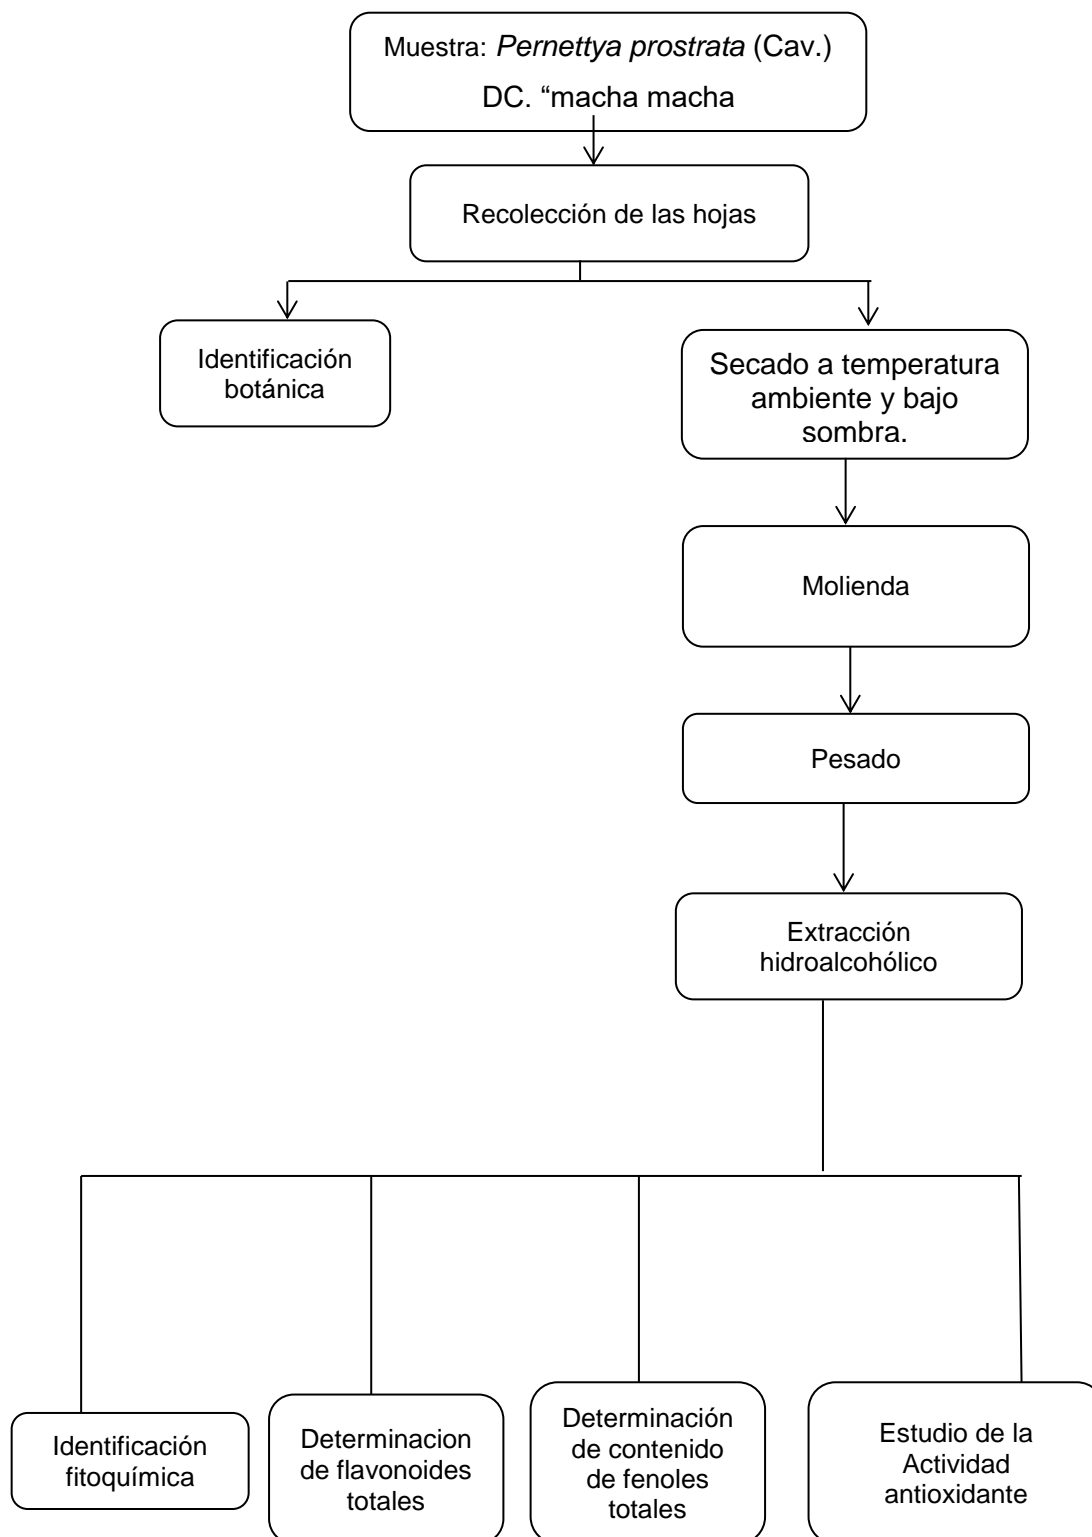 Muestra: Pernettya prostrata (Cav.)
DC. “macha macha
Recolección de las hojas
Identificación
botánica
Secado a temperatura
ambiente y bajo
sombra.
Molienda
Pesado
Extracción
hidroalcohólico
Identificación
fitoquímica
Determinacion
de flavonoides
totales
Determinación
de contenido
de fenoles
totales
Estudio de la
Actividad
antioxidante